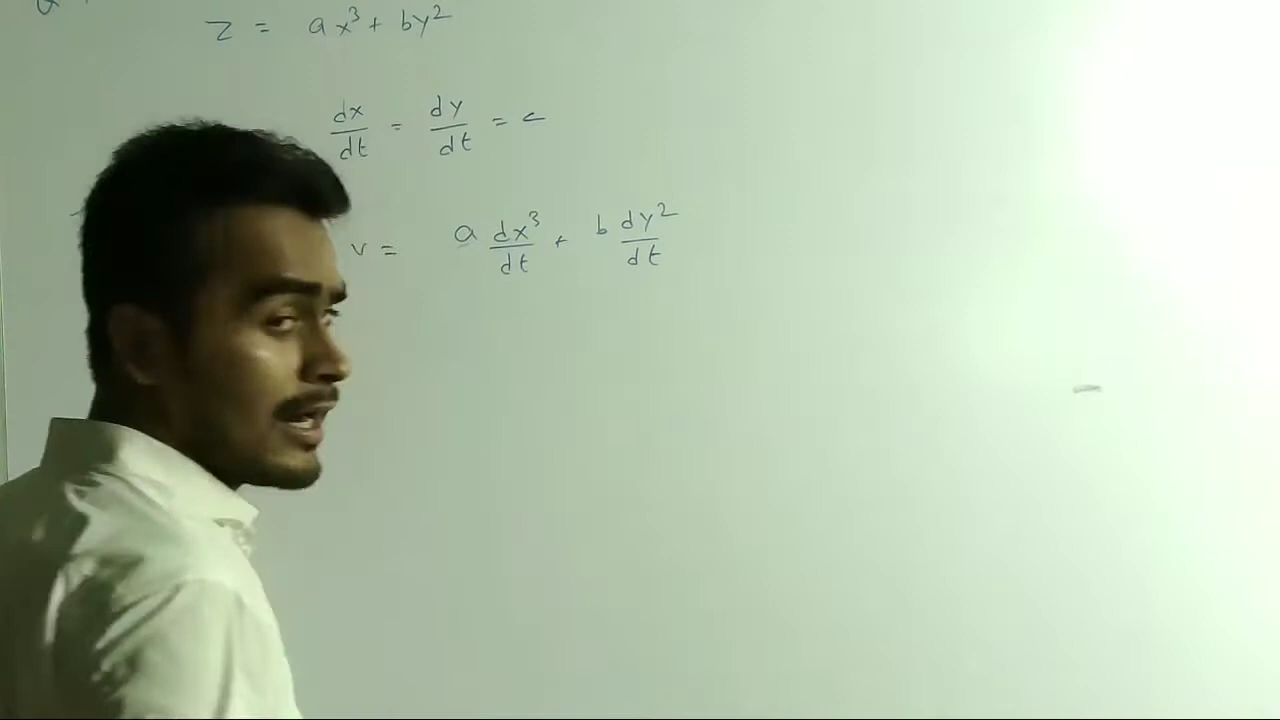 z = ax³ + by²
dx/dt = dy/dt = c
v = a dx³/dt + b dy²/dt